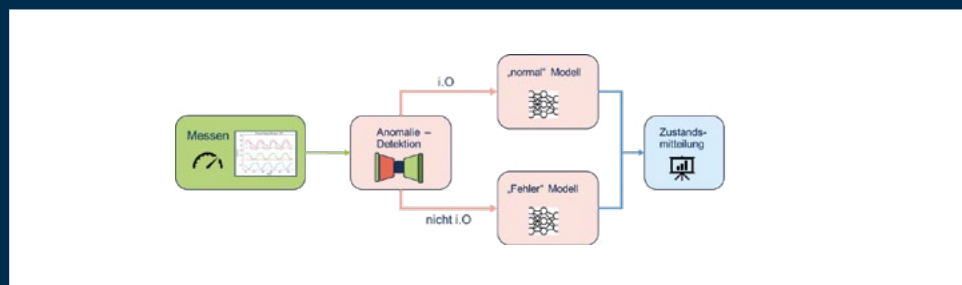 Messen
Anomalie –
Detektion
i.O
nicht i.O
„normal“ Modell
„Fehler“ Modell
Zustands-
mitteilung